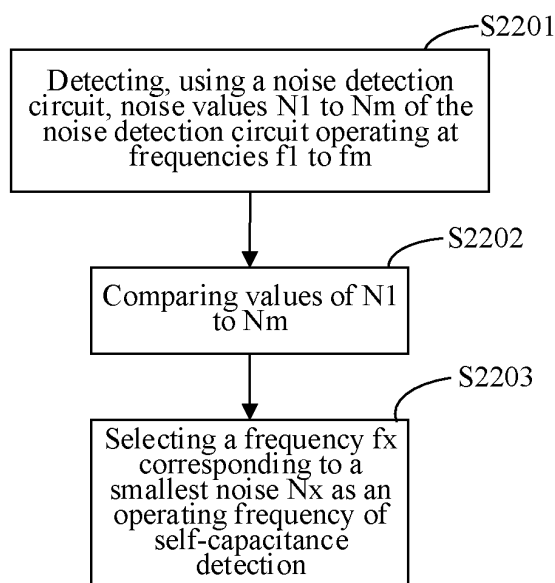 S2201
Detecting, using a noise detection
circuit, noise values N1 to Nm of the
noise detection circuit operating at
frequencies f1 to fm
S2202
Comparing values of N1
to Nm
S2203
Selecting a frequency fx
corresponding to a
smallest noise Nx as an
operating frequency of
self-capacitance
detection